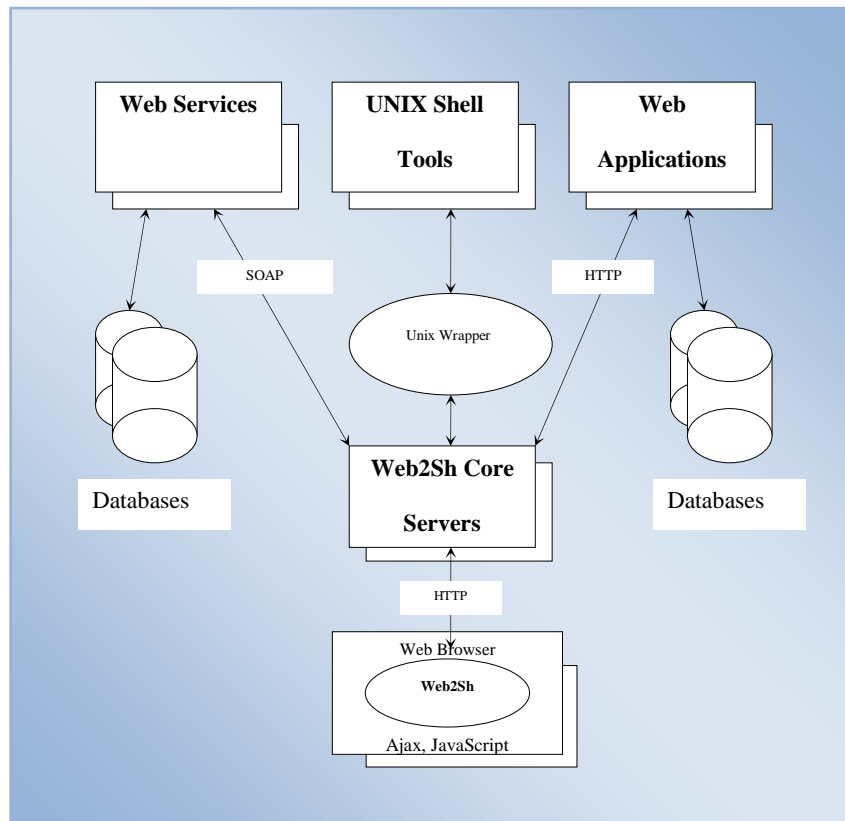 Web Services
UNIX Shell
Tools
Web
Applications
SOAP
HTTP
Unix Wrapper
Web2Sh Core
Servers
Databases
Databases
HTTP
Web Browser
Web2Sh
Ajax, JavaScript